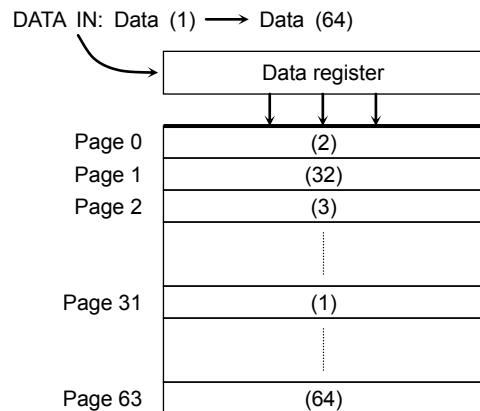 DATA IN: Data (1) Data (64)
Data register
Page 0 (2)
Page 1 (32)
Page 2 (3)
Page 31 (1)
Page 63 (64)